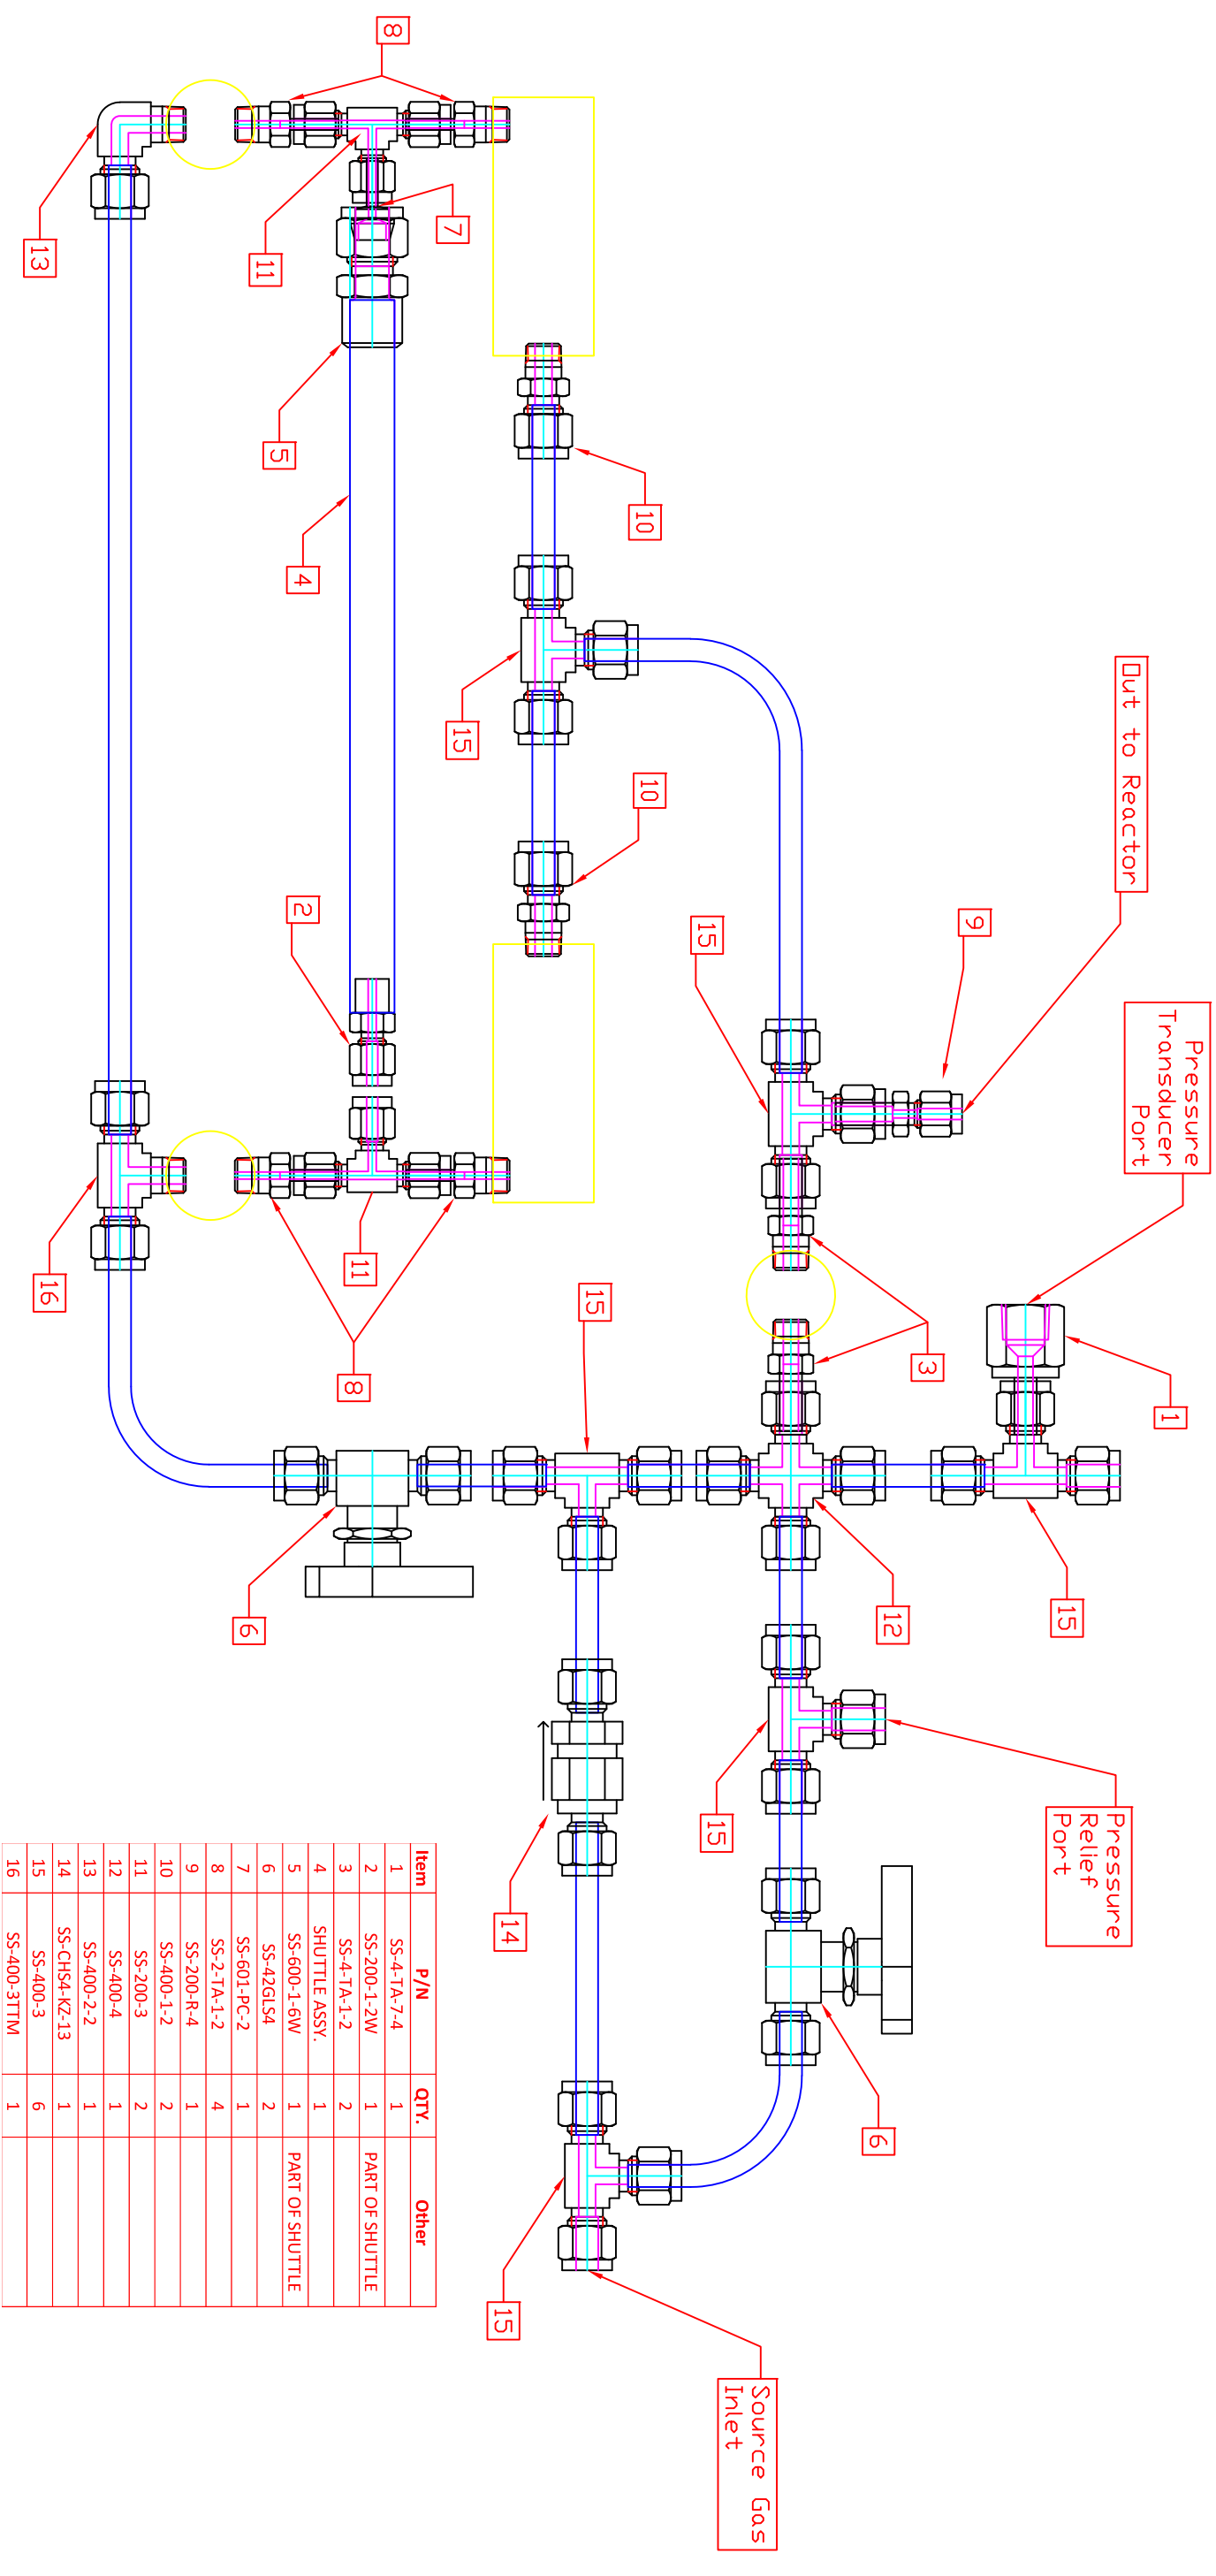 Pressure
Transducer
Port
1
Out to Reactor
Pressure
Relief
Port
15
9
3
12
6
Source Gas
Inlet
15
15
10
10
15
14
15
15
7
8
11
8
4
2
5
11
6
16
13
Item P/N QTY. Other
1 SS-4-TA-7-4 1
2 SS-200-1-2W 1 PART OF SHUTTLE
3 SS-4-TA-1-2 2
4 SHUTTLE ASSY. 1
5 SS-600-1-6W 1 PART OF SHUTTLE
6 SS-42GLS4 2
7 SS-601-PC-2 1
8 SS-2-TA-1-2 4
9 SS-200-R-4 1
10 SS-400-1-2 2
11 SS-200-3 2
12 SS-400-4 1
13 SS-400-2-2 1
14 SS-CHS4-KZ-13 1
15 SS-400-3 6
16 SS-400-3TTM 1